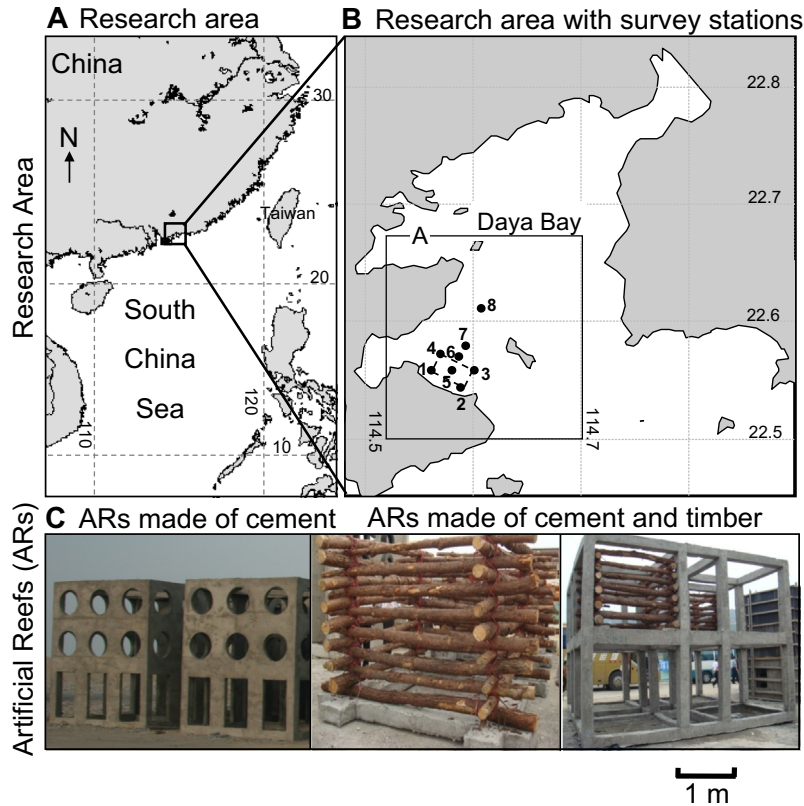 A Research area
B Research area with survey stations
Research Area
China
N
30
Taiwan
20
South
China
Sea
120
110
10
22.8
22.7
A
Daya Bay
8
22.6
7
4
6
1
5
3
2
114.5
114.7
22.5
C ARs made of cement
ARs made of cement and timber
Artificial Reefs (ARs)
1 m